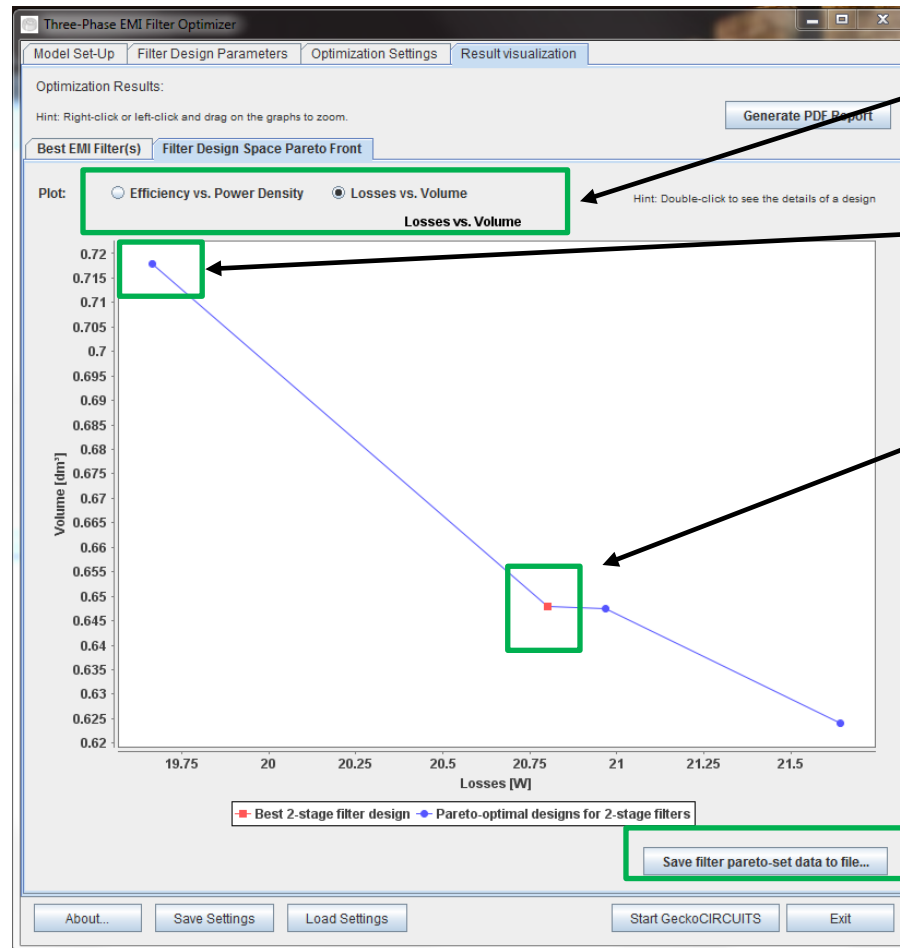 Three-Phase EMI Filter Optimizer
Model Set-Up Filter Design Parameters Optimization Settings Result visualization
Optimization Results:
Hint: Right-click or left-click and drag on the graphs to zoom.
Generate PDF Report
Best EMI Filter(s) Filter Design Space Pareto Front
Plot: Efficiency vs. Power Density Losses vs. Volume
Hint: Double-click to see the details of a design
Losses vs. Volume
0.72
0.715
0.71
0.705
0.7
0.695
0.69
0.685
0.68
0.675
0.67
0.665
0.66
0.655
0.65
0.645
0.64
0.635
0.63
0.625
0.62
Volume [dm³]
19.75 20 20.25 20.5 20.75 21 21.25 21.5
Losses [W]
Best 2-stage filter design Pareto-optimal designs for 2-stage filters
Save filter pareto-set data to file...
About... Save Settings Load Settings Start GeckoCIRCUITS Exit